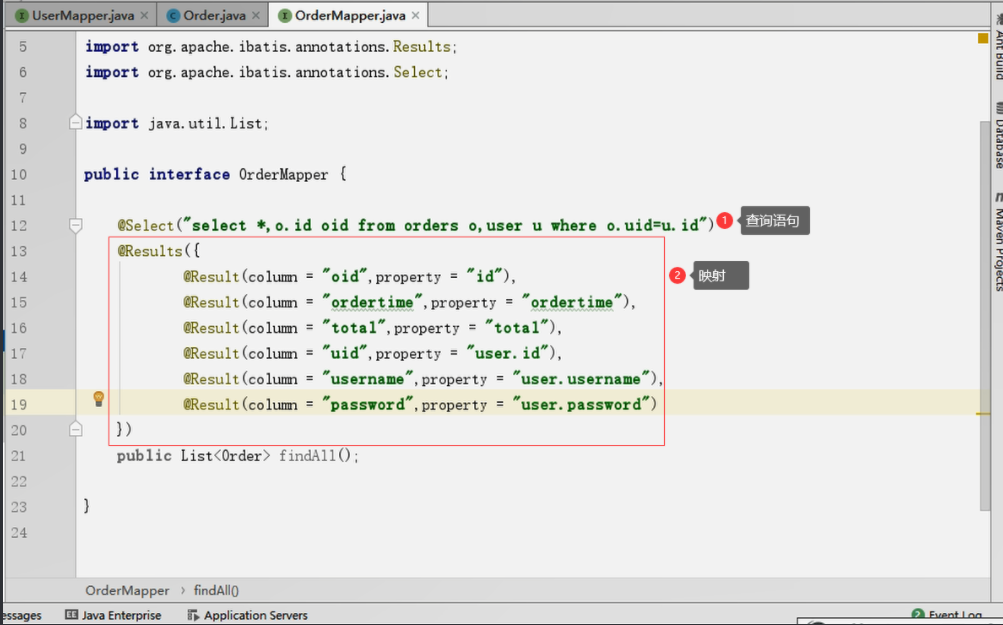 UserMapper.java × Order.java × OrderMapper.java ×
5 import org.apache.ibatis.annotations.Results;
6 import org.apache.ibatis.annotations.Select;
7
8 import java.util.List;
9
10 public interface OrderMapper {
11
12 @Select("select *,o.id oid from orders o,user u where o.uid=u.id") 1 查询语句
13 @Results({
14 @Result(column = "oid",property = "id"), 2 映射
15 @Result(column = "ordertime",property = "ordertime"),
16 @Result(column = "total",property = "total"),
17 @Result(column = "uid",property = "user.id"),
18 @Result(column = "username",property = "user.username"),
19 @Result(column = "password",property = "user.password")
20 })
21 public List<Order> findAll();
22
23 }
24
OrderMapper › findAll()
essages Java Enterprise Application Servers 2 Event Log
Ant Build
Database
Maven Projects